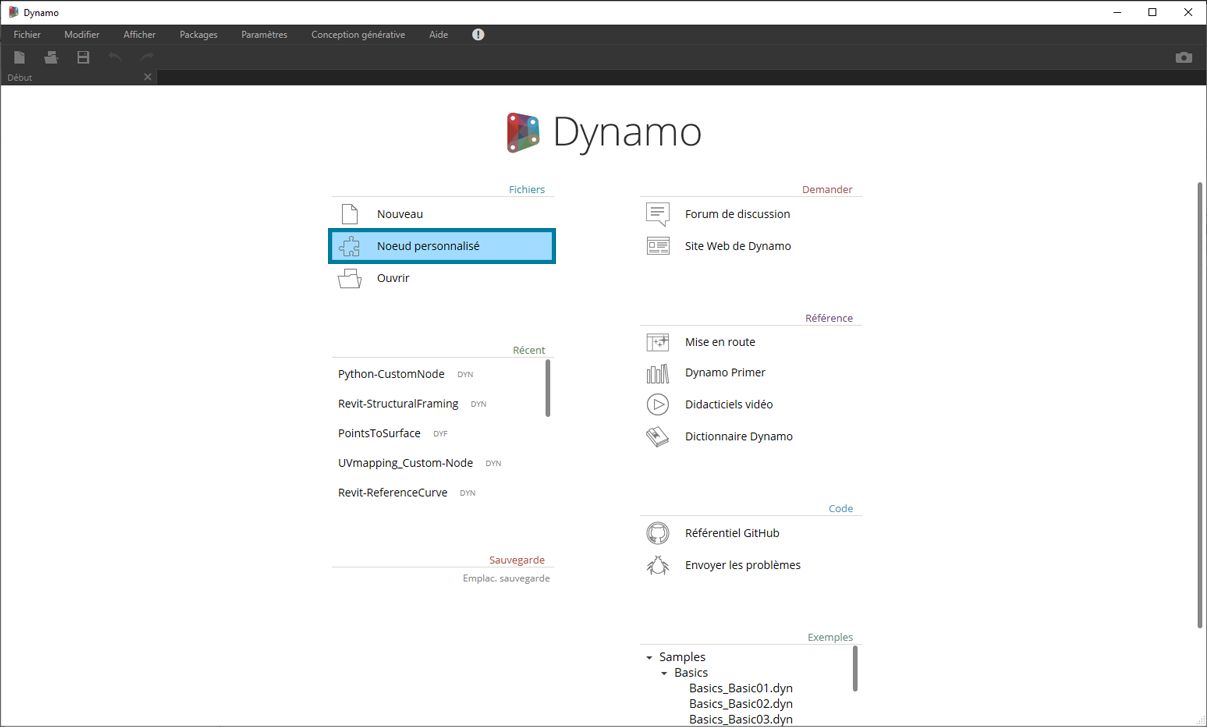 Dynamo
Fichier Modifier Afficher Packages Paramètres Conception générative Aide
Début
Dynamo
Fichiers
Nouveau
Noeud personnalisé
Ouvrir
Récent
Python-CustomNode DYN
Revit-StructuralFraming DYN
PointsToSurface DYF
UVmapping_Custom-Node DYN
Revit-ReferenceCurve DYN
Sauvegarde
Emplac. sauvegarde
Demander
Forum de discussion
Site Web de Dynamo
Référence
Mise en route
Dynamo Primer
Didacticiels vidéo
Dictionnaire Dynamo
Code
Référentiel GitHub
Envoyer les problèmes
Exemples
Samples
Basics
Basics_Basic01.dyn
Basics_Basic02.dyn
Basics_Basic03.dyn